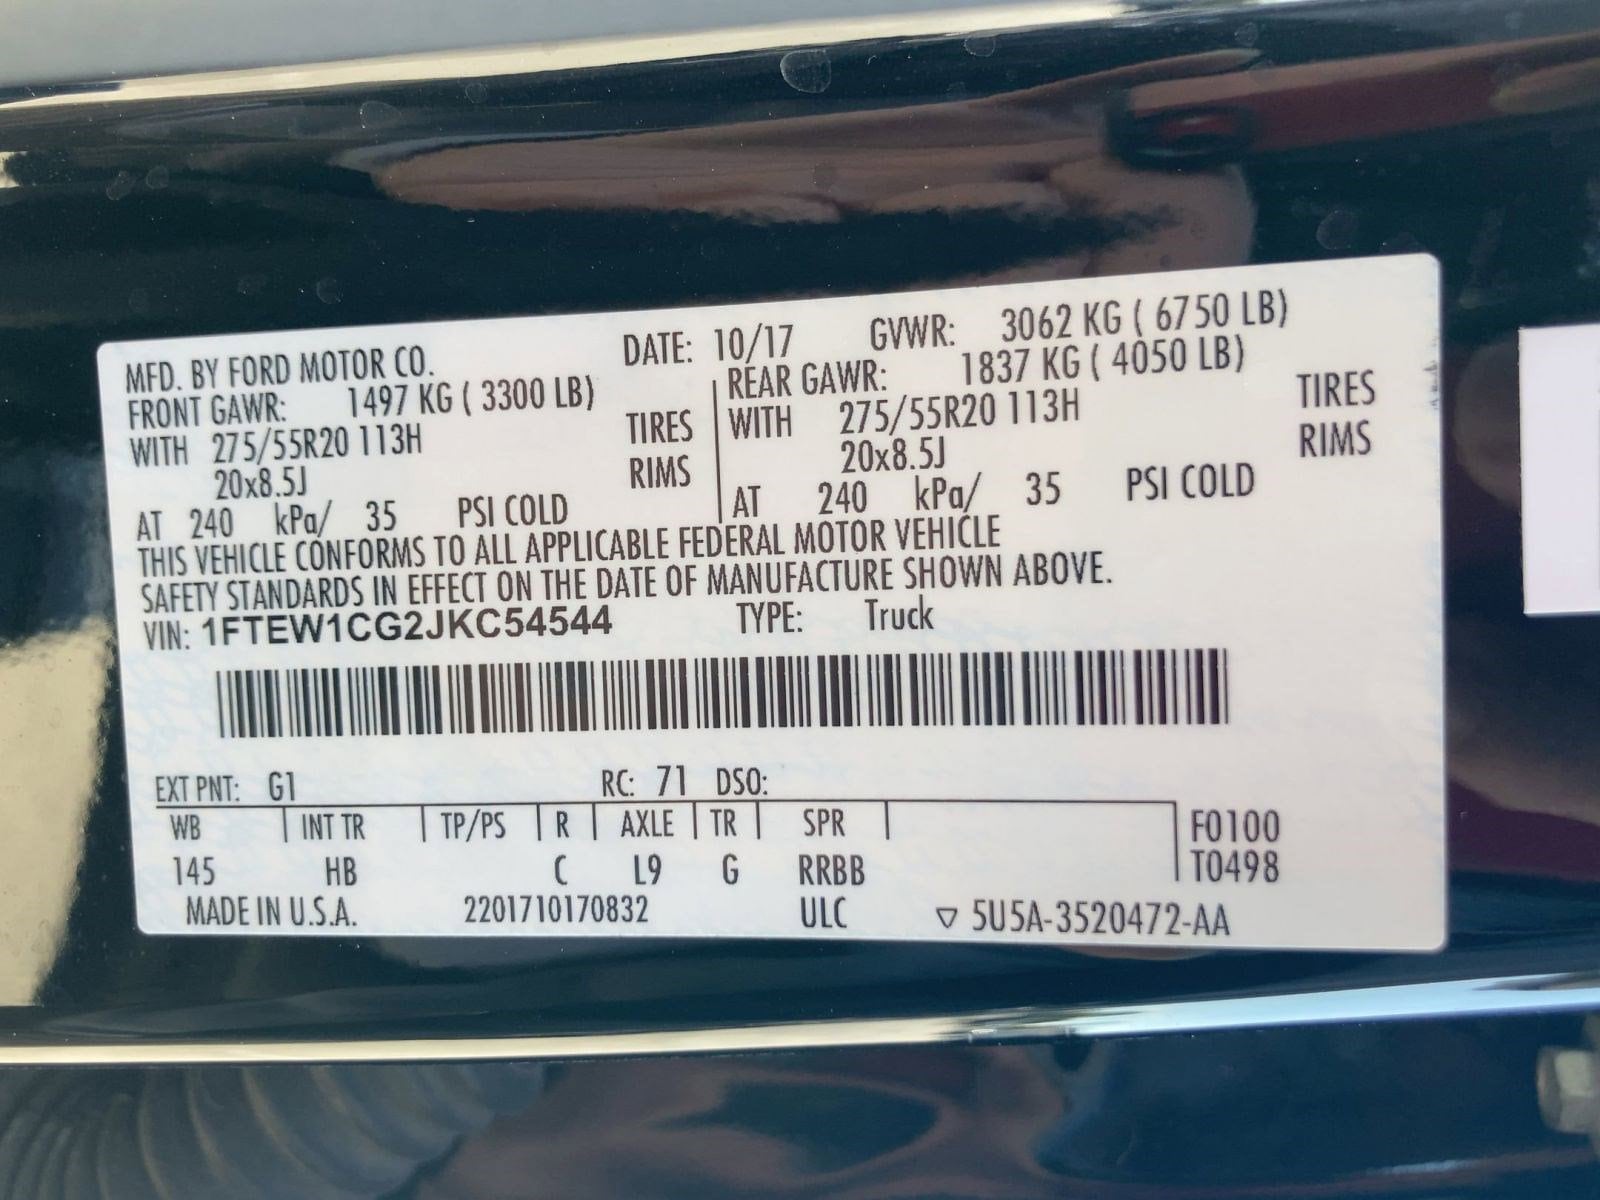 MFD. BY FORD MOTOR CO. DATE: 10/17 GVWR: 3062 KG ( 6750 LB)
FRONT GAWR: 1497 KG ( 3300 LB) REAR GAWR: 1837 KG ( 4050 LB)
WITH 275/55R20 113H TIRES WITH 275/55R20 113H TIRES
20x8.5J RIMS 20x8.5J RIMS
AT 240 kPa/ 35 PSI COLD AT 240 kPa/ 35 PSI COLD
THIS VEHICLE CONFORMS TO ALL APPLICABLE FEDERAL MOTOR VEHICLE
SAFETY STANDARDS IN EFFECT ON THE DATE OF MANUFACTURE SHOWN ABOVE.
VIN: 1FTEW1CG2JKC54544 TYPE: Truck
EXT PNT: G1 RC: 71 DSO:
WB INT TR TP/PS R AXLE TR SPR F0100
145 HB C L9 G RRBB T0498
MADE IN U.S.A. 2201710170832 ULC ▽ 5U5A-3520472-AA